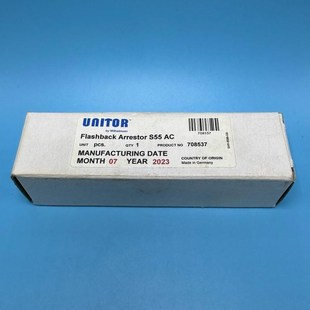 UNITOR
by Wilhelmsen
Flashback Arrestor S55 AC
UNIT pcs. QTY 1 PRODUCT NO 708537
MANUFACTURING DATE
MONTH 07 YEAR 2023
COUNTRY OF ORIGIN
Made in Germany
708537